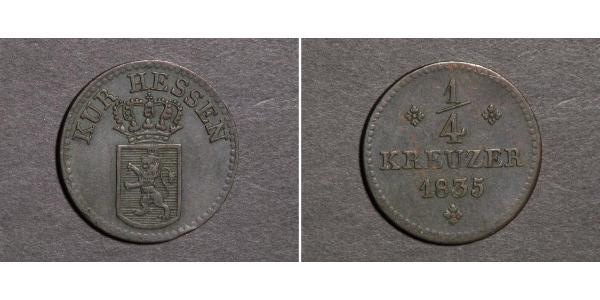 KUR HESSEN
1/4
KREUZER
1835